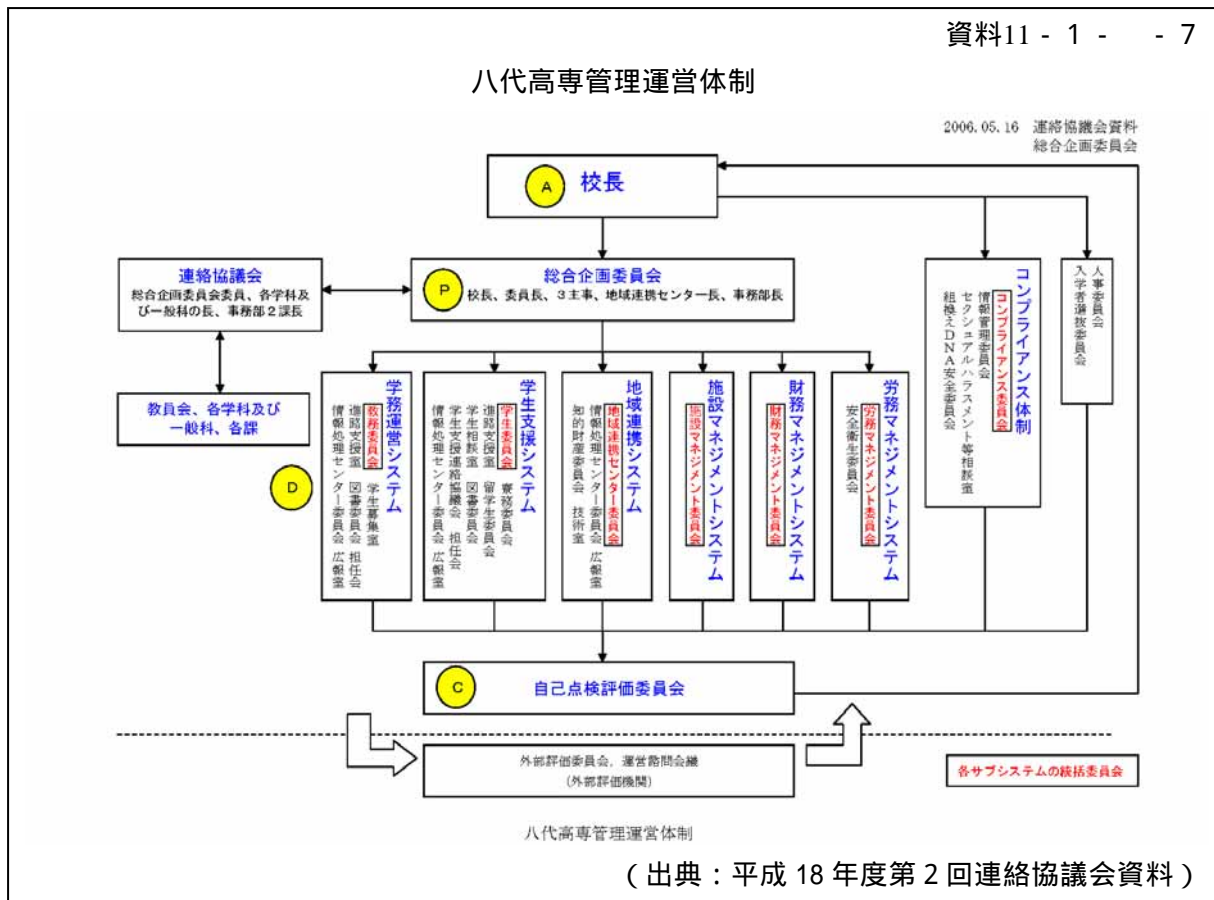 資料11－1－　－7
八代高専管理運営体制
2006.05.16 連絡協議会資料
総合企画委員会
A
校長
連絡協議会
総合企画委員会委員、各学科及
び一般科の長、事務部2課長
P
総合企画委員会
校長、委員長、3主事、地域連携センター長、事務部長
教員会、各学科及び
一般科、各課
D
学務運営システム
教務委員会 学生募集室
進路支援室 図書委員会 担任会
情報処理センター委員会 広報室
学生支援システム
学生委員会 寮務委員会
進路支援室 留学生委員会
学生相談室 図書委員会
学生支援連絡協議会 担任会
情報処理センター委員会 広報室
地域連携システム
地域連携センター委員会
情報処理センター委員会 広報室
知的財産委員会 技術室
施設マネジメントシステム
施設マネジメント委員会
財務マネジメントシステム
財務マネジメント委員会
労務マネジメントシステム
労務マネジメント委員会
安全衛生委員会
コンプライアンス体制
コンプライアンス委員会
情報管理委員会
セクシュアルハラスメント等相談室
組換えDNA安全委員会
人事委員会
入学者選抜委員会
C
自己点検評価委員会
外部評価委員会，運営諮問会議
(外部評価機関)
各サブシステムの統括委員会
八代高専管理運営体制
（出典：平成18年度第2回連絡協議会資料）